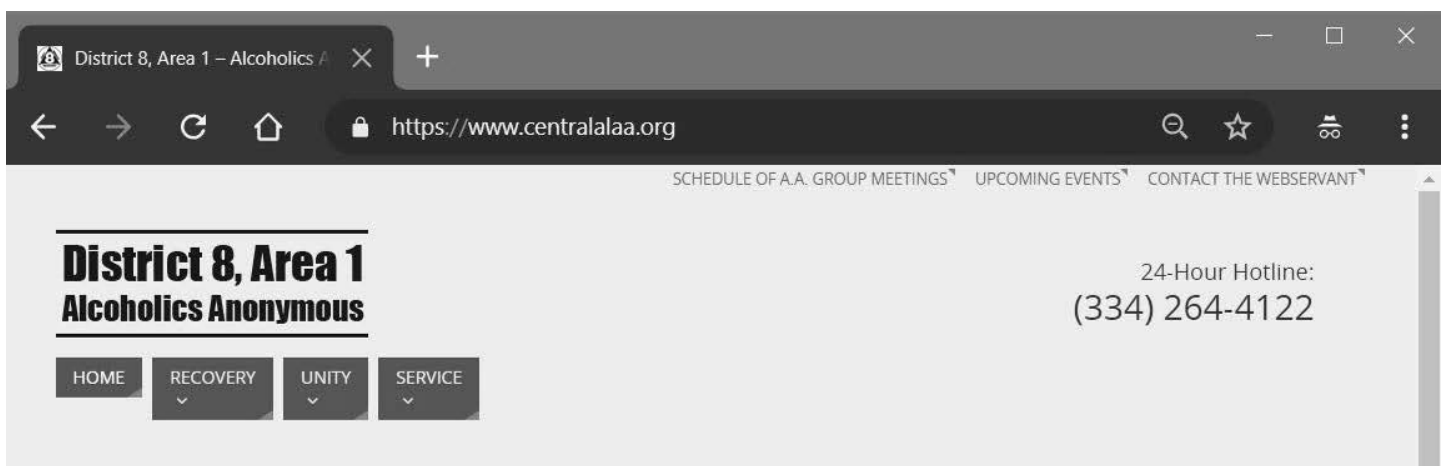 District 8, Area 1 – Alcoholics A
https://www.centralalaa.org
SCHEDULE OF A.A. GROUP MEETINGS UPCOMING EVENTS CONTACT THE WEBSERVANT
District 8, Area 1
Alcoholics Anonymous
24-Hour Hotline:
(334) 264-4122
HOME RECOVERY UNITY SERVICE